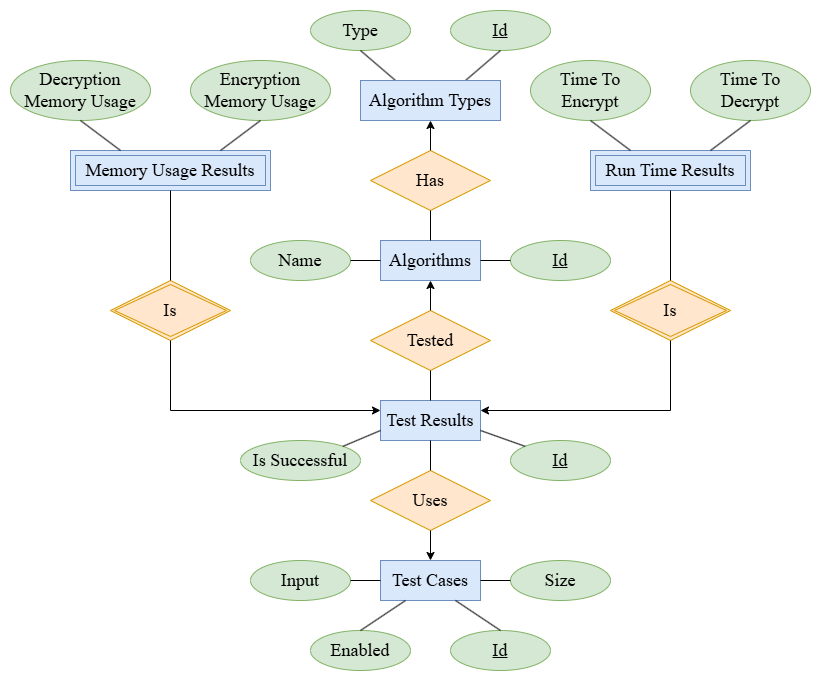 Type
Id
Decryption
Memory Usage
Encryption
Memory Usage
Algorithm Types
Time To
Encrypt
Time To
Decrypt
Memory Usage Results
Has
Run Time Results
Name
Algorithms
Id
Is
Tested
Is
Test Results
Is Successful
Id
Uses
Input
Test Cases
Size
Enabled
Id